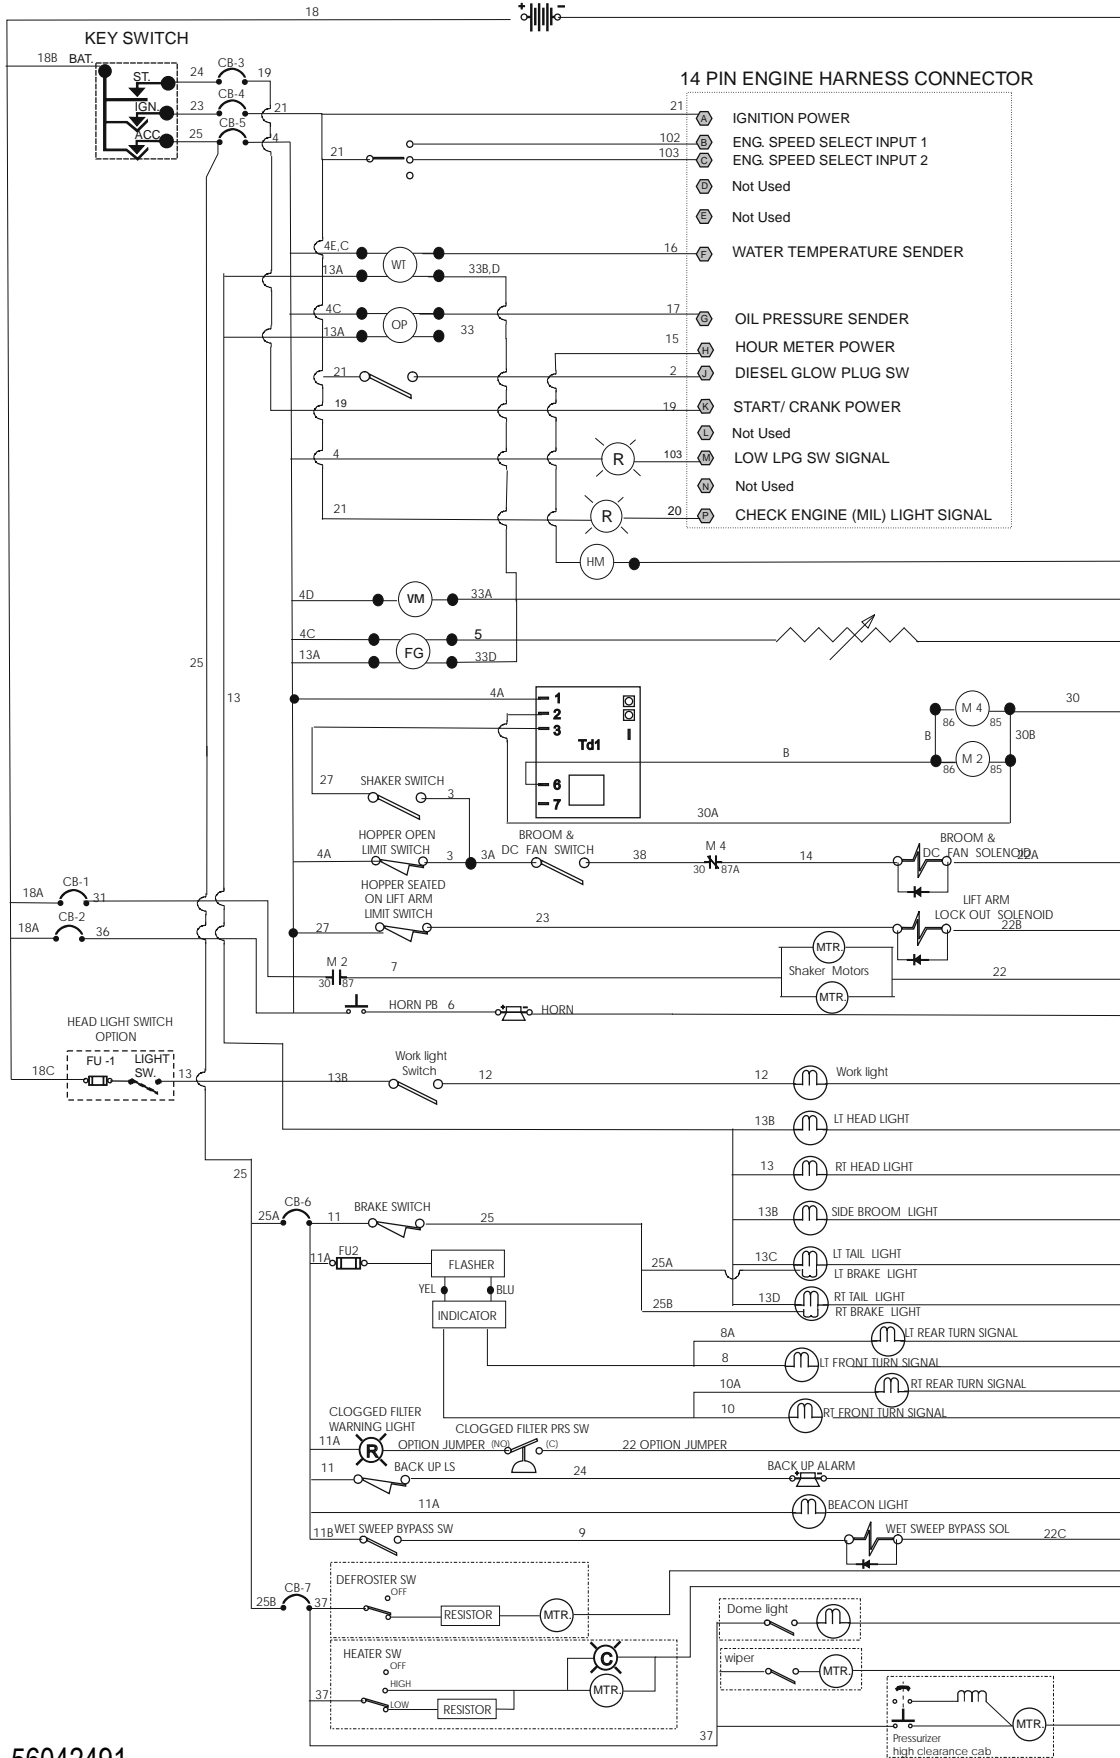 18
+ -
KEY SWITCH
18B BAT.
ST. 24 CB-3 19
IGN. 23 CB-4 21
ACC 25 CB-5 4
14 PIN ENGINE HARNESS CONNECTOR
21 A IGNITION POWER
102 B ENG. SPEED SELECT INPUT 1
21 103 C ENG. SPEED SELECT INPUT 2
D Not Used
E Not Used
4E,C 16 F WATER TEMPERATURE SENDER
WT
13A 33B,D
4C 17 G OIL PRESSURE SENDER
OP
13A 33
15 H HOUR METER POWER
21 2 J DIESEL GLOW PLUG SW
19 19 K START/ CRANK POWER
L Not Used
4 R 103 M LOW LPG SW SIGNAL
N Not Used
21 R 20 P CHECK ENGINE (MIL) LIGHT SIGNAL
HM
4D VM 33A
4C 5
FG
13A 33D
25
13
4A 1
2
3
Td1 I
6
7
M 4
86 85
30
B
B 30B
M 2
86 85
30A
27 SHAKER SWITCH
3
HOPPER OPEN
LIMIT SWITCH
4A 3 3A
BROOM &
DC FAN SWITCH
38
M 4
30 87A
14
BROOM &
DC FAN SOLENOID
22A
HOPPER SEATED
ON LIFT ARM
LIMIT SWITCH
27 23
LIFT ARM
LOCK OUT SOLENOID
22B
18A CB-1 31
18A CB-2 36
M 2
30 87
7
MTR.
Shaker Motors
MTR.
22
HORN PB 6 + - HORN
HEAD LIGHT SWITCH
OPTION
FU -1 LIGHT
SW.
18C 13
13B Work light
Switch
12 12 Work light
13B LT HEAD LIGHT
13 RT HEAD LIGHT
25
13B SIDE BROOM LIGHT
25A CB-6 11 BRAKE SWITCH 25
11A FU2 FLASHER
25A 13C LT TAIL LIGHT
LT BRAKE LIGHT
YEL BLU
25B 13D RT TAIL LIGHT
RT BRAKE LIGHT
INDICATOR
8A LT REAR TURN SIGNAL
8 LT FRONT TURN SIGNAL
10A RT REAR TURN SIGNAL
10 RT FRONT TURN SIGNAL
CLOGGED FILTER
WARNING LIGHT
CLOGGED FILTER PRS SW
11A R OPTION JUMPER (NO) (C) 22 OPTION JUMPER
11 BACK UP LS 24 BACK UP ALARM
+ -
11A BEACON LIGHT
11B WET SWEEP BYPASS SW 9 WET SWEEP BYPASS SOL 22C
DEFROSTER SW
OFF
25B CB-7 37 RESISTOR MTR.
HEATER SW
OFF
HIGH
37 LOW RESISTOR
C
MTR.
Dome light
wiper
MTR.
37
MTR.
Pressurizer
high clearance cab
56042491